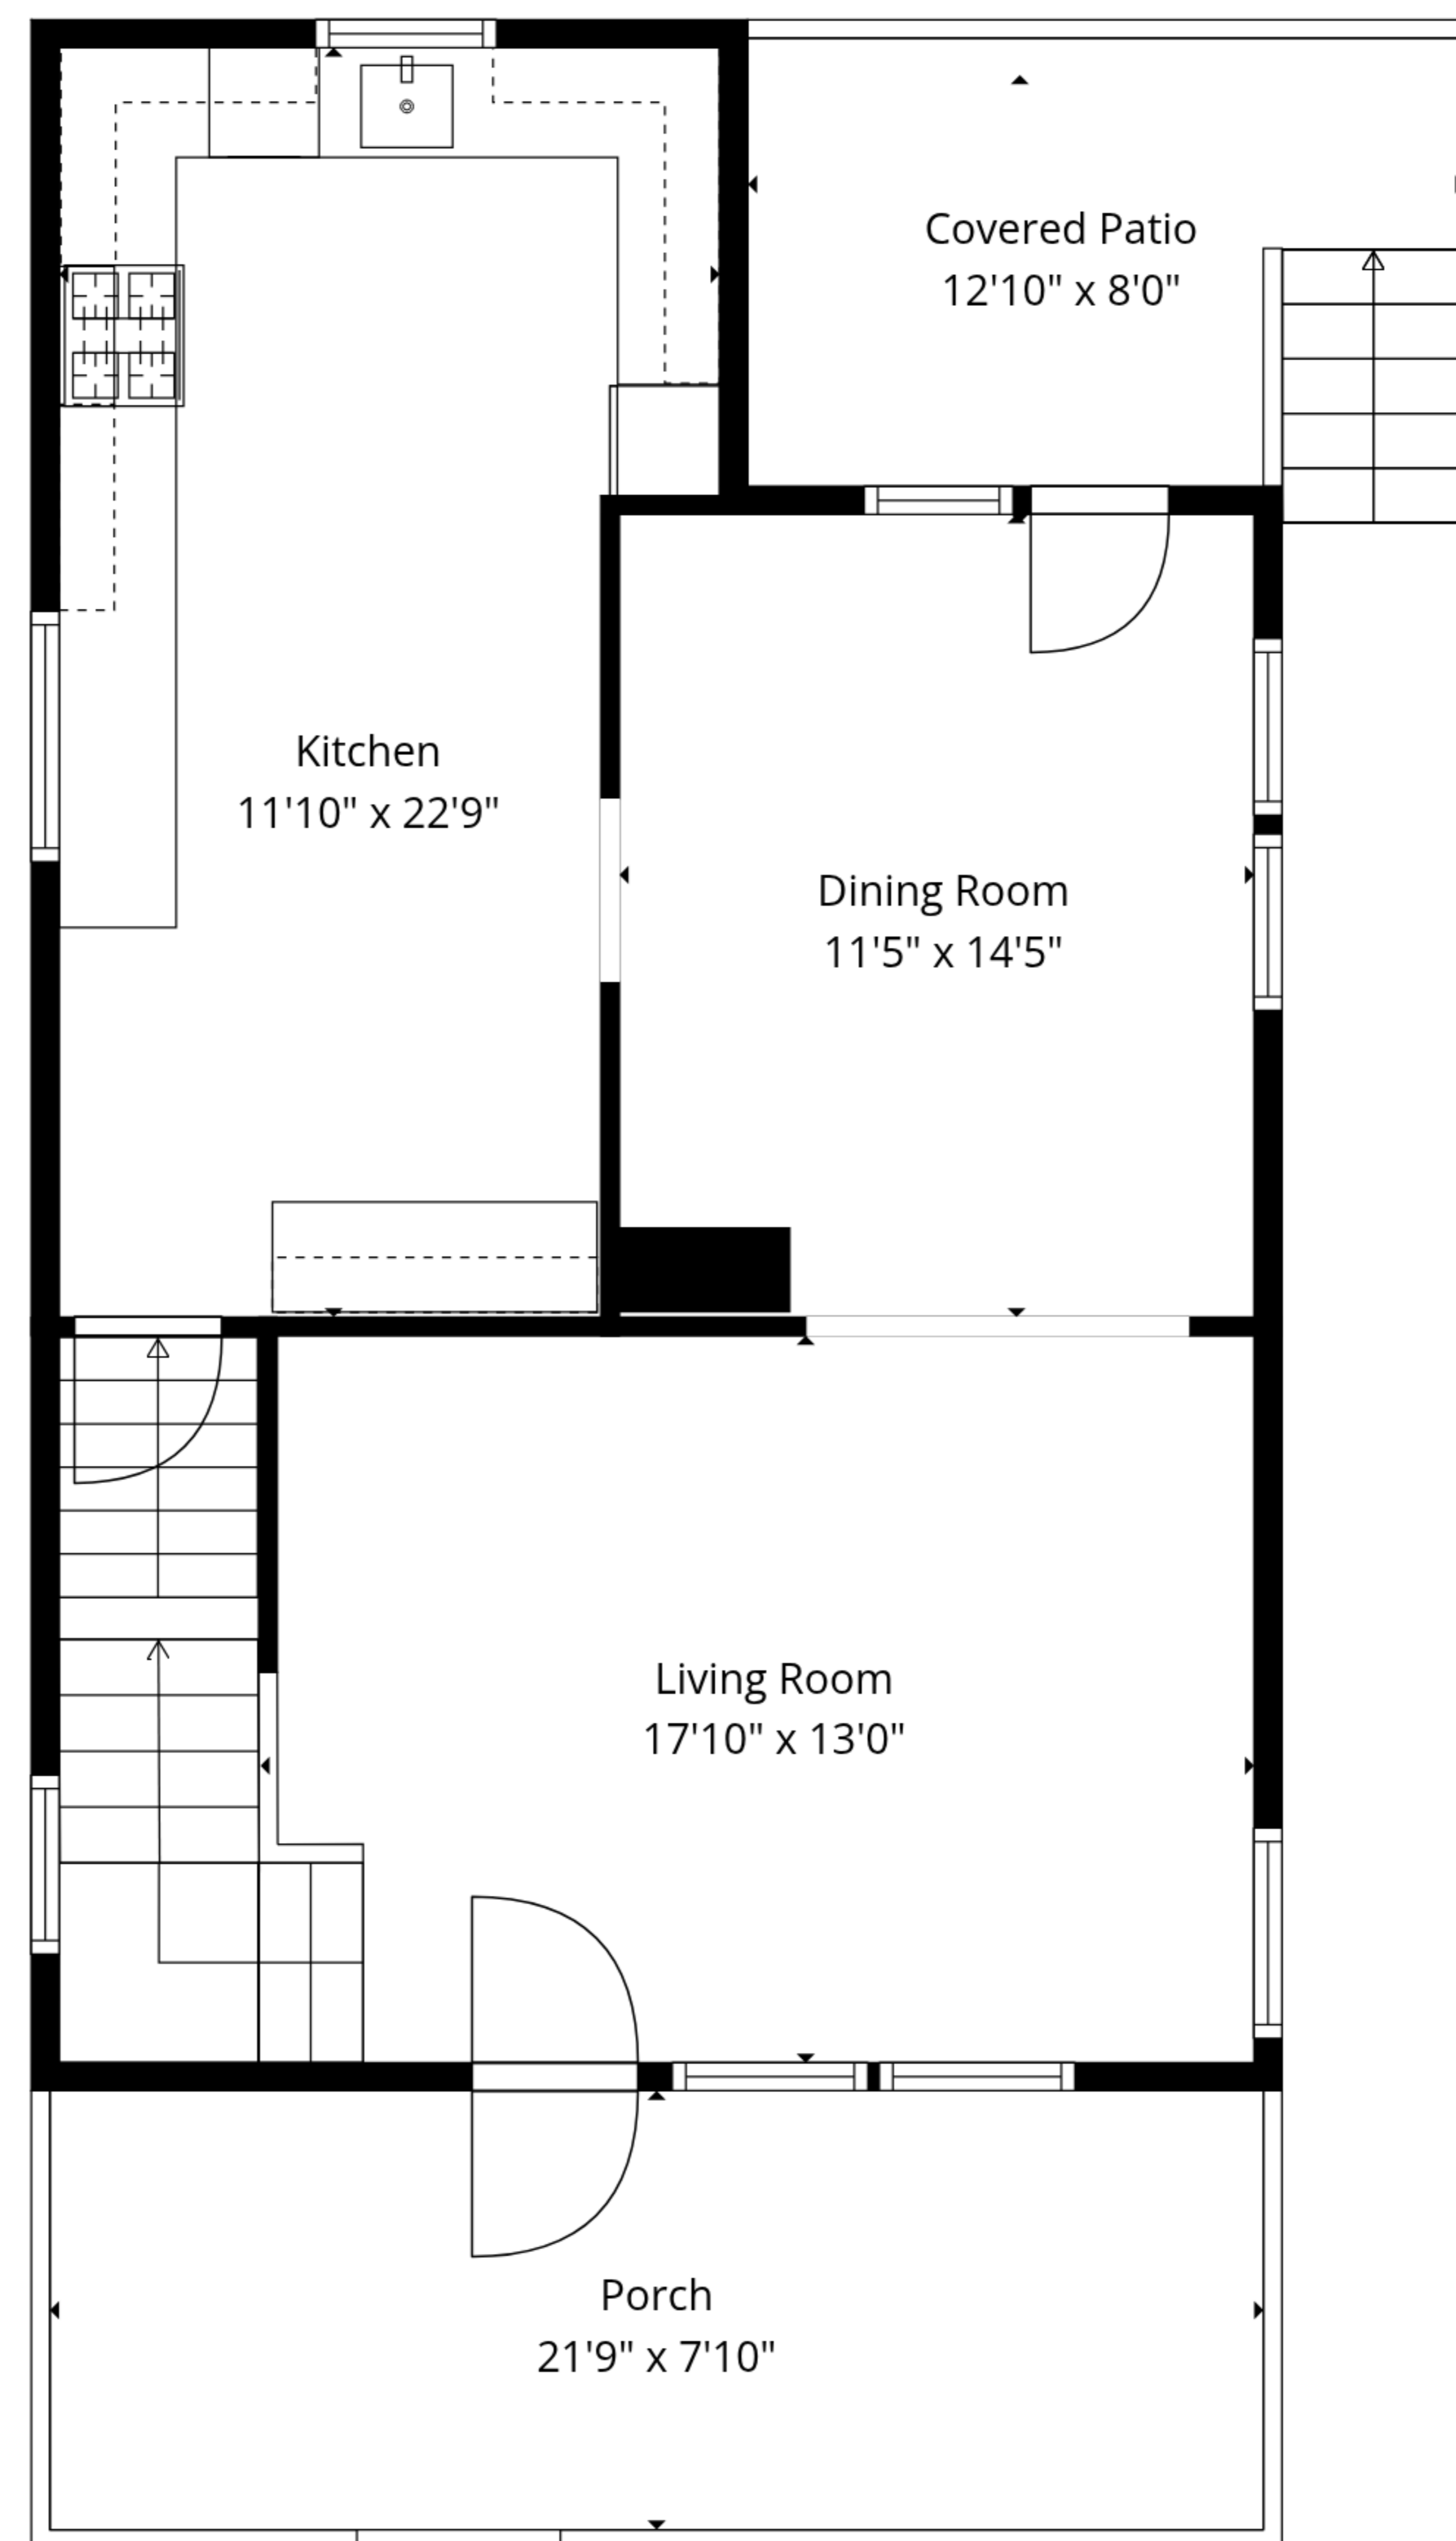 Covered Patio
12'10" x 8'0"
Kitchen
11'10" x 22'9"
Dining Room
11'5" x 14'5"
Living Room
17'10" x 13'0"
Porch
21'9" x 7'10"